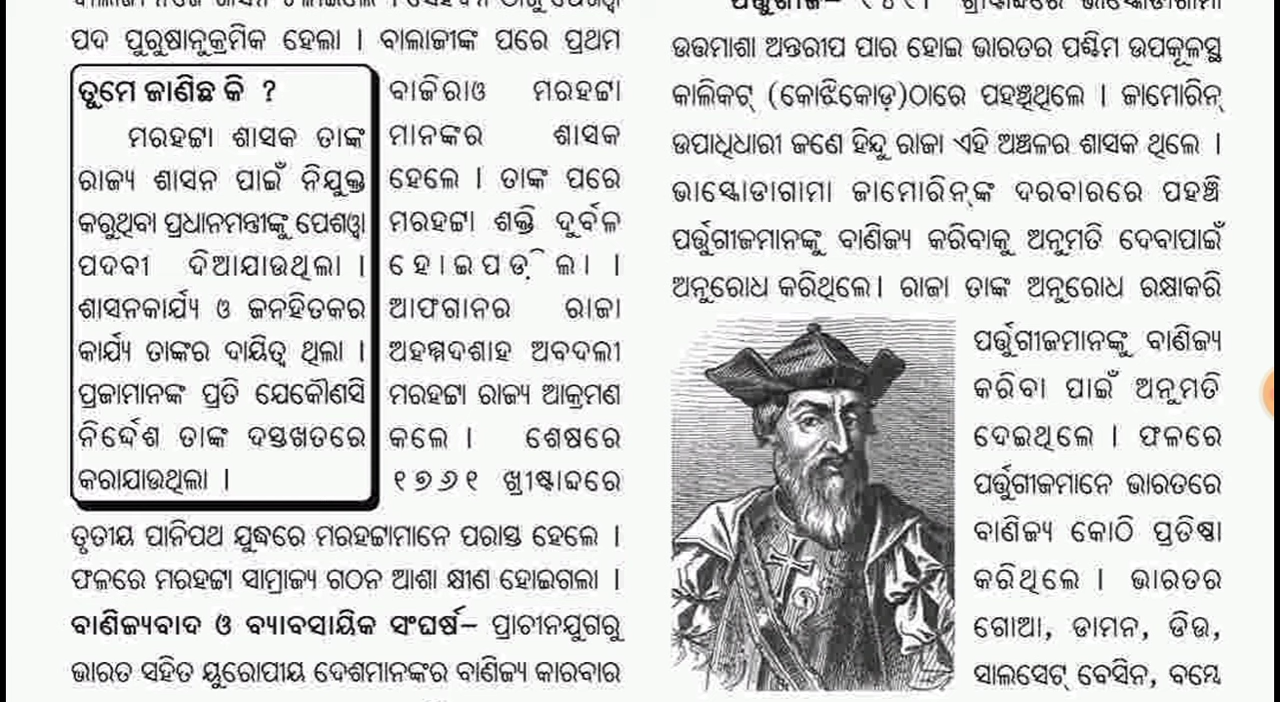 ପଦ ପୁରୁଷାନୁକ୍ରମିକ ହେଲା । ବାଲାଜୀଙ୍କ ପରେ ପ୍ରଥମ
ତୁମେ ଜାଣିଛ କି ?
ମରହଟ୍ଟା ଶାସକ ତାଙ୍କ
ରାଜ୍ୟ ଶାସନ ପାଇଁ ନିଯୁକ୍ତ
କରୁଥିବା ପ୍ରଧାନମନ୍ତ୍ରୀଙ୍କୁ ପେଶୱା
ପଦବୀ ଦିଆଯାଉଥିଲା ।
ଶାସନକାର୍ଯ୍ୟ ଓ ଜନହିତକର
କାର୍ଯ୍ୟ ତାଙ୍କର ଦାୟିତ୍ୱ ଥିଲା ।
ପ୍ରଜାମାନଙ୍କ ପ୍ରତି ଯେକୌଣସି
ନିର୍ଦ୍ଦେଶ ତାଙ୍କ ଦସ୍ତଖତରେ
କରାଯାଉଥିଲା ।
ବାଜିରାଓ ମରହଟ୍ଟା
ମାନଙ୍କର ଶାସକ
ହେଲେ । ତାଙ୍କ ପରେ
ମରହଟ୍ଟା ଶକ୍ତି ଦୁର୍ବଳ
ହୋଇପଡ଼ିଲା ।
ଆଫଗାନର ରାଜା
ଅହମ୍ମଦଶାହ ଅବଦଲୀ
ମରହଟ୍ଟା ରାଜ୍ୟ ଆକ୍ରମଣ
କଲେ । ଶେଷରେ
୧୭୬୧ ଖ୍ରୀଷ୍ଟାବ୍ଦରେ
ତୃତୀୟ ପାନିପଥ ଯୁଦ୍ଧରେ ମରହଟ୍ଟାମାନେ ପରାସ୍ତ ହେଲେ ।
ଫଳରେ ମରହଟ୍ଟା ସାମ୍ରାଜ୍ୟ ଗଠନ ଆଶା କ୍ଷୀଣ ହୋଇଗଲା ।
ବାଣିଜ୍ୟବାଦ ଓ ବ୍ୟାବସାୟିକ ସଂଘର୍ଷ– ପ୍ରାଚୀନଯୁଗରୁ
ଭାରତ ସହିତ ୟୁରୋପୀୟ ଦେଶମାନଙ୍କର ବାଣିଜ୍ୟ କାରବାର
ଉତ୍ତମାଶା ଅନ୍ତରୀପ ପାର ହୋଇ ଭାରତର ପଶ୍ଚିମ ଉପକୂଳସ୍ଥ
କାଲିକଟ୍ (କୋଝିକୋଡ଼)ଠାରେ ପହଞ୍ଚିଥିଲେ । ଜାମୋରିନ୍
ଉପାଧିଧାରୀ ଜଣେ ହିନ୍ଦୁ ରାଜା ଏହି ଅଞ୍ଚଳର ଶାସକ ଥିଲେ ।
ଭାସ୍କୋଡାଗାମା ଜାମୋରିନ୍‌ଙ୍କ ଦରବାରରେ ପହଞ୍ଚି
ପର୍ତ୍ତୁଗୀଜମାନଙ୍କୁ ବାଣିଜ୍ୟ କରିବାକୁ ଅନୁମତି ଦେବାପାଇଁ
ଅନୁରୋଧ କରିଥିଲେ। ରାଜା ତାଙ୍କ ଅନୁରୋଧ ରକ୍ଷାକରି
ପର୍ତ୍ତୁଗୀଜମାନଙ୍କୁ ବାଣିଜ୍ୟ
କରିବା ପାଇଁ ଅନୁମତି
ଦେଇଥିଲେ । ଫଳରେ
ପର୍ତ୍ତୁଗୀଜମାନେ ଭାରତରେ
ବାଣିଜ୍ୟ କୋଠି ପ୍ରତିଷ୍ଠା
କରିଥିଲେ । ଭାରତର
ଗୋଆ, ଡାମନ, ଡିଉ,
ସାଲସେଟ୍ ବେସିନ, ବମ୍ବେ